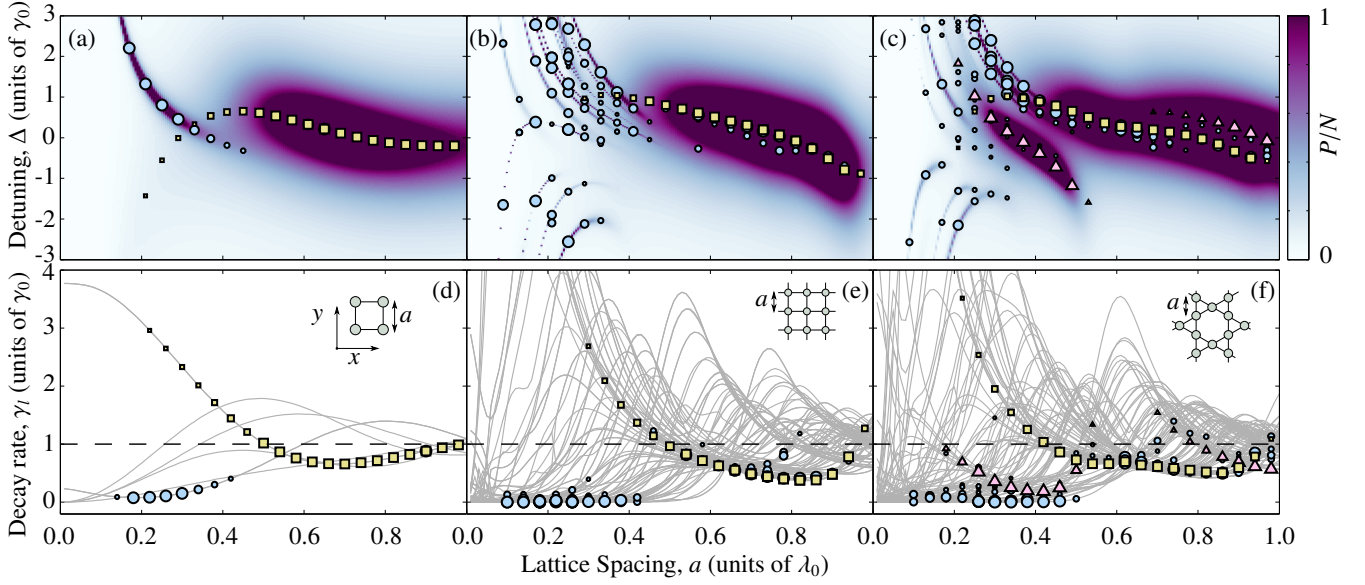 Detuning, Δ (units of γ0)
3
2
1
0
-1
-2
-3
(a)
(b)
(c)
1
0
P/N
Decay rate, γl (units of γ0)
4
3
2
1
0
(d)
y
x
a
(e)
a
(f)
a
0.0 0.2 0.4 0.6 0.8 0.0 0.2 0.4 0.6 0.8 0.0 0.2 0.4 0.6 0.8 1.0
Lattice Spacing, a (units of λ0)